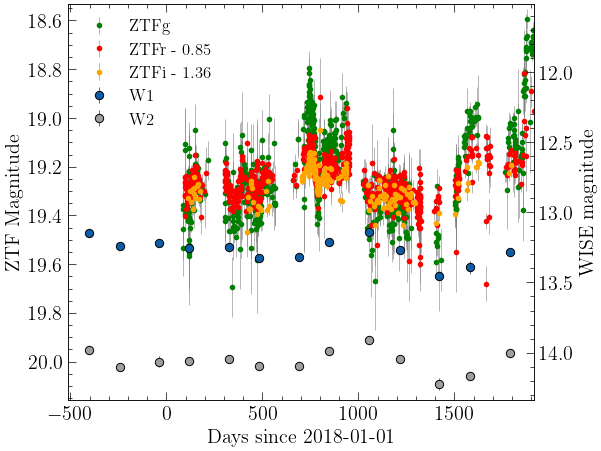 ZTFg
ZTFr - 0.85
ZTFi - 1.36
W1
W2
ZTF Magnitude
18.6
18.8
19.0
19.2
19.4
19.6
19.8
20.0
WISE magnitude
12.0
12.5
13.0
13.5
14.0
−500
0
500
1000
1500
Days since 2018-01-01